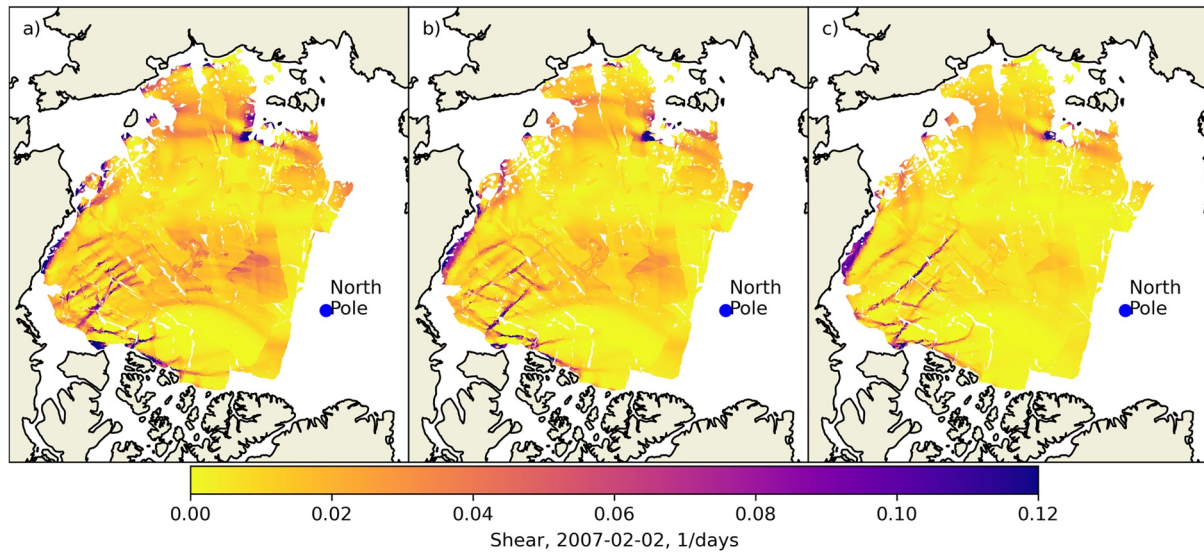 a)
b)
c)
North
Pole
North
Pole
North
Pole
0.00
0.02
0.04
0.06
0.08
0.10
0.12
Shear, 2007-02-02, 1/days